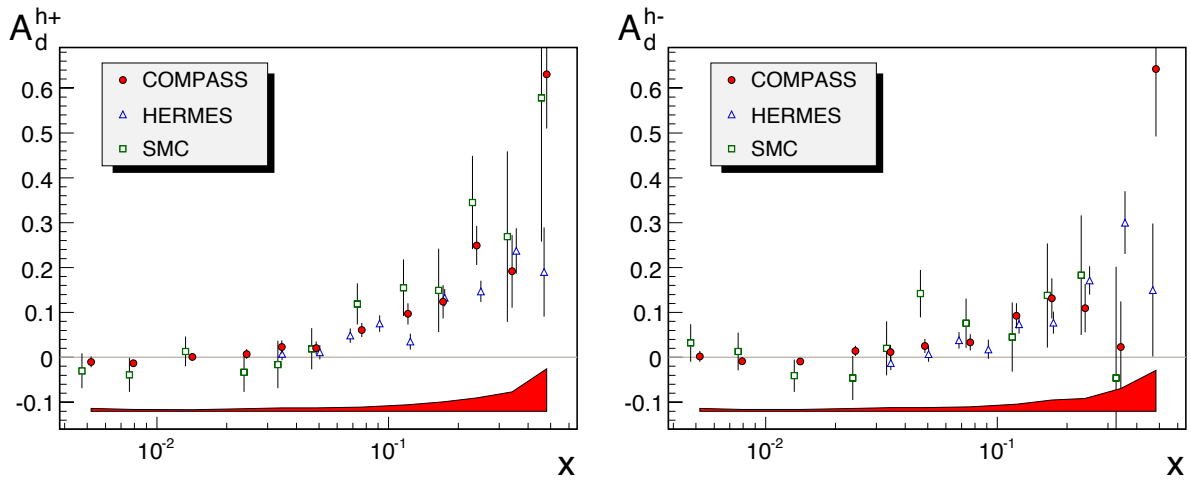 A_d^{h+}
0.6
0.5
0.4
0.3
0.2
0.1
0
-0.1
COMPASS
HERMES
SMC
10^{-2}
10^{-1}
x
A_d^{h-}
0.6
0.5
0.4
0.3
0.2
0.1
0
-0.1
COMPASS
HERMES
SMC
10^{-2}
10^{-1}
x